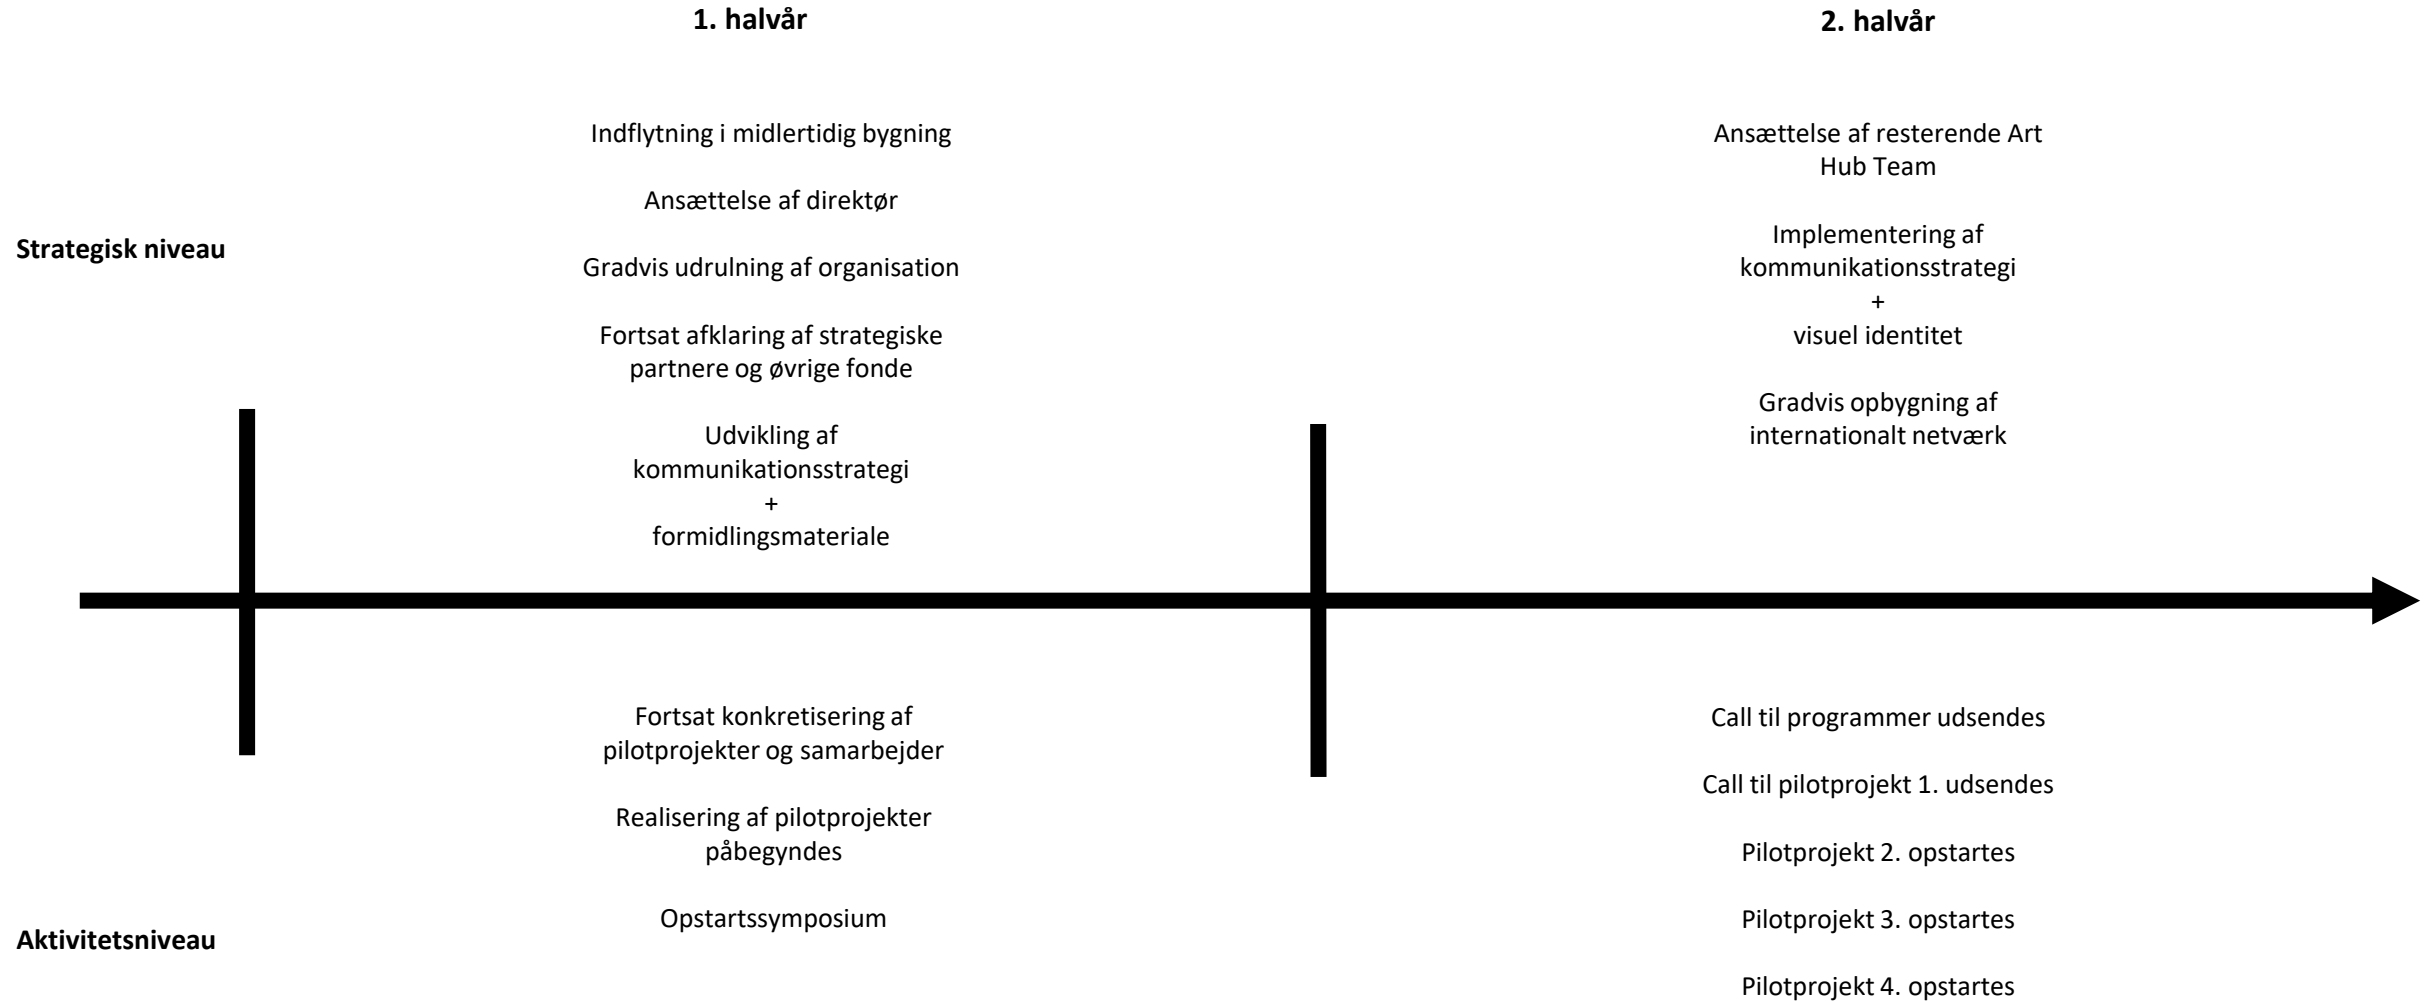 1. halvår
2. halvår
Strategisk niveau
Indflytning i midlertidig bygning
Ansættelse af direktør
Gradvis udrulning af organisation
Fortsat afklaring af strategiske
partnere og øvrige fonde
Udvikling af
kommunikationsstrategi
+
formidlingsmateriale
Ansættelse af resterende Art
Hub Team
Implementering af
kommunikationsstrategi
+
visuel identitet
Gradvis opbygning af
internationalt netværk
Aktivitetsniveau
Fortsat konkretisering af
pilotprojekter og samarbejder
Realisering af pilotprojekter
påbegyndes
Opstartssymposium
Call til programmer udsendes
Call til pilotprojekt 1. udsendes
Pilotprojekt 2. opstartes
Pilotprojekt 3. opstartes
Pilotprojekt 4. opstartes